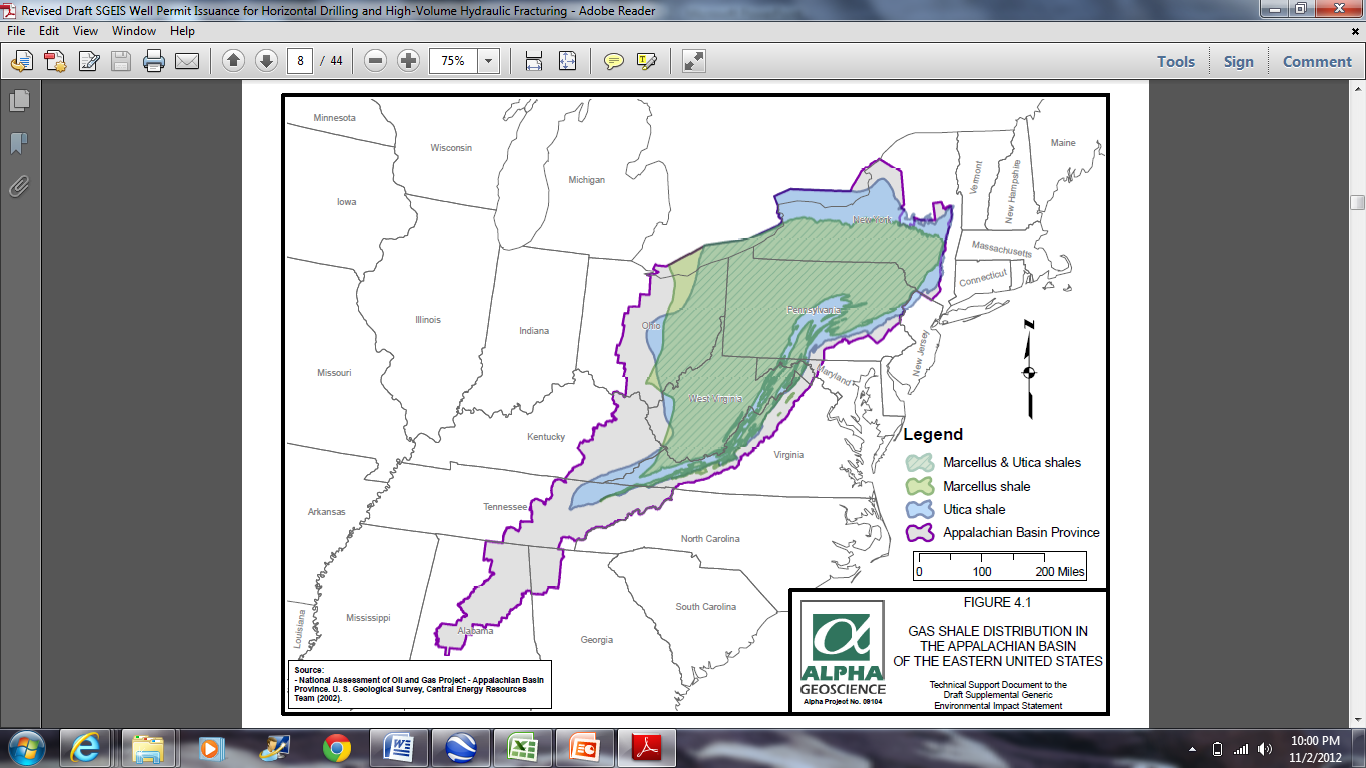 Revised Draft SGEIS Well Permit Issuance for Horizontal Drilling and High-Volume Hydraulic Fracturing - Adobe Reader
File Edit View Window Help
8 / 44 75% Tools Sign Comment
Minnesota
Wisconsin
Michigan
Iowa
Illinois
Indiana
Ohio
Missouri
Kentucky
West Virginia
Pennsylvania
New York
Vermont
New Hampshire
Maine
Massachusetts
Connecticut
New Jersey
Maryland
Virginia
Tennessee
Arkansas
North Carolina
South Carolina
Mississippi
Louisiana
Alabama
Georgia
N
Legend
Marcellus & Utica shales
Marcellus shale
Utica shale
Appalachian Basin Province
0 100 200 Miles
Source:
- National Assessment of Oil and Gas Project - Appalachian Basin
Province. U. S. Geological Survey, Central Energy Resources
Team (2002).
α
ALPHA
GEOSCIENCE
Alpha Project No. 09104
FIGURE 4.1
GAS SHALE DISTRIBUTION IN
THE APPALACHIAN BASIN
OF THE EASTERN UNITED STATES
Technical Support Document to the
Draft Supplemental Generic
Environmental Impact Statement
10:00 PM
11/2/2012